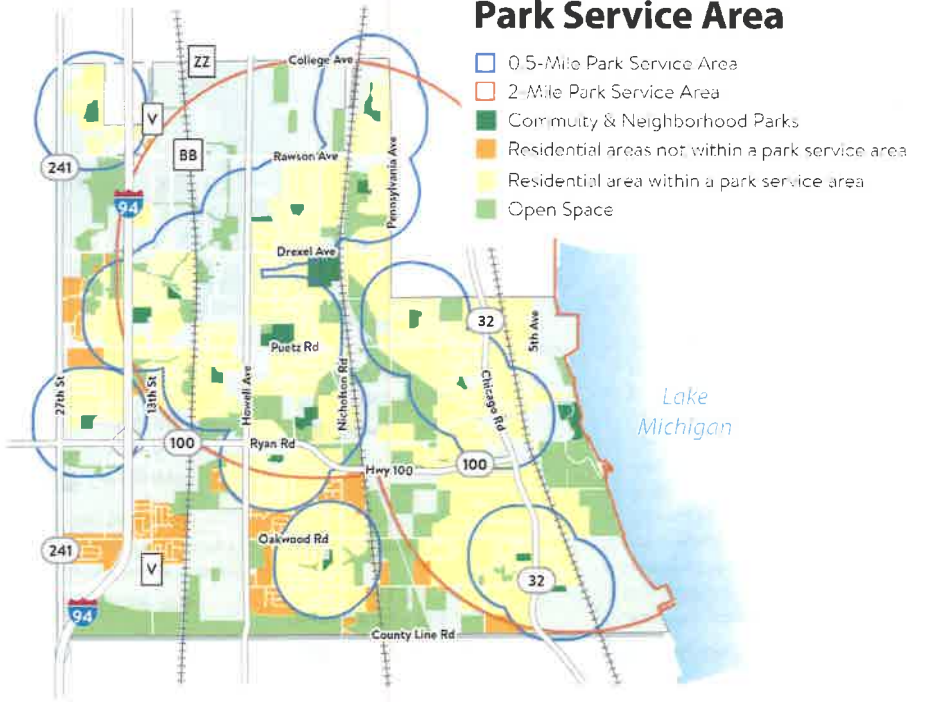 Park Service Area
0.5-Mile Park Service Area
2-Mile Park Service Area
Commuity & Neighborhood Parks
Residential areas not within a park service area
Residential area within a park service area
Open Space
ZZ
College Ave
V
BB
Rawson Ave
241
94
Pennsylvania Ave
Drexel Ave
32
5th Ave
Puetz Rd
27th St
13th St
Howell Ave
Nicholson Rd
Chicago Rd
Lake
Michigan
100
Ryan Rd
Hwy 100
100
Oakwood Rd
241
V
32
94
County Line Rd